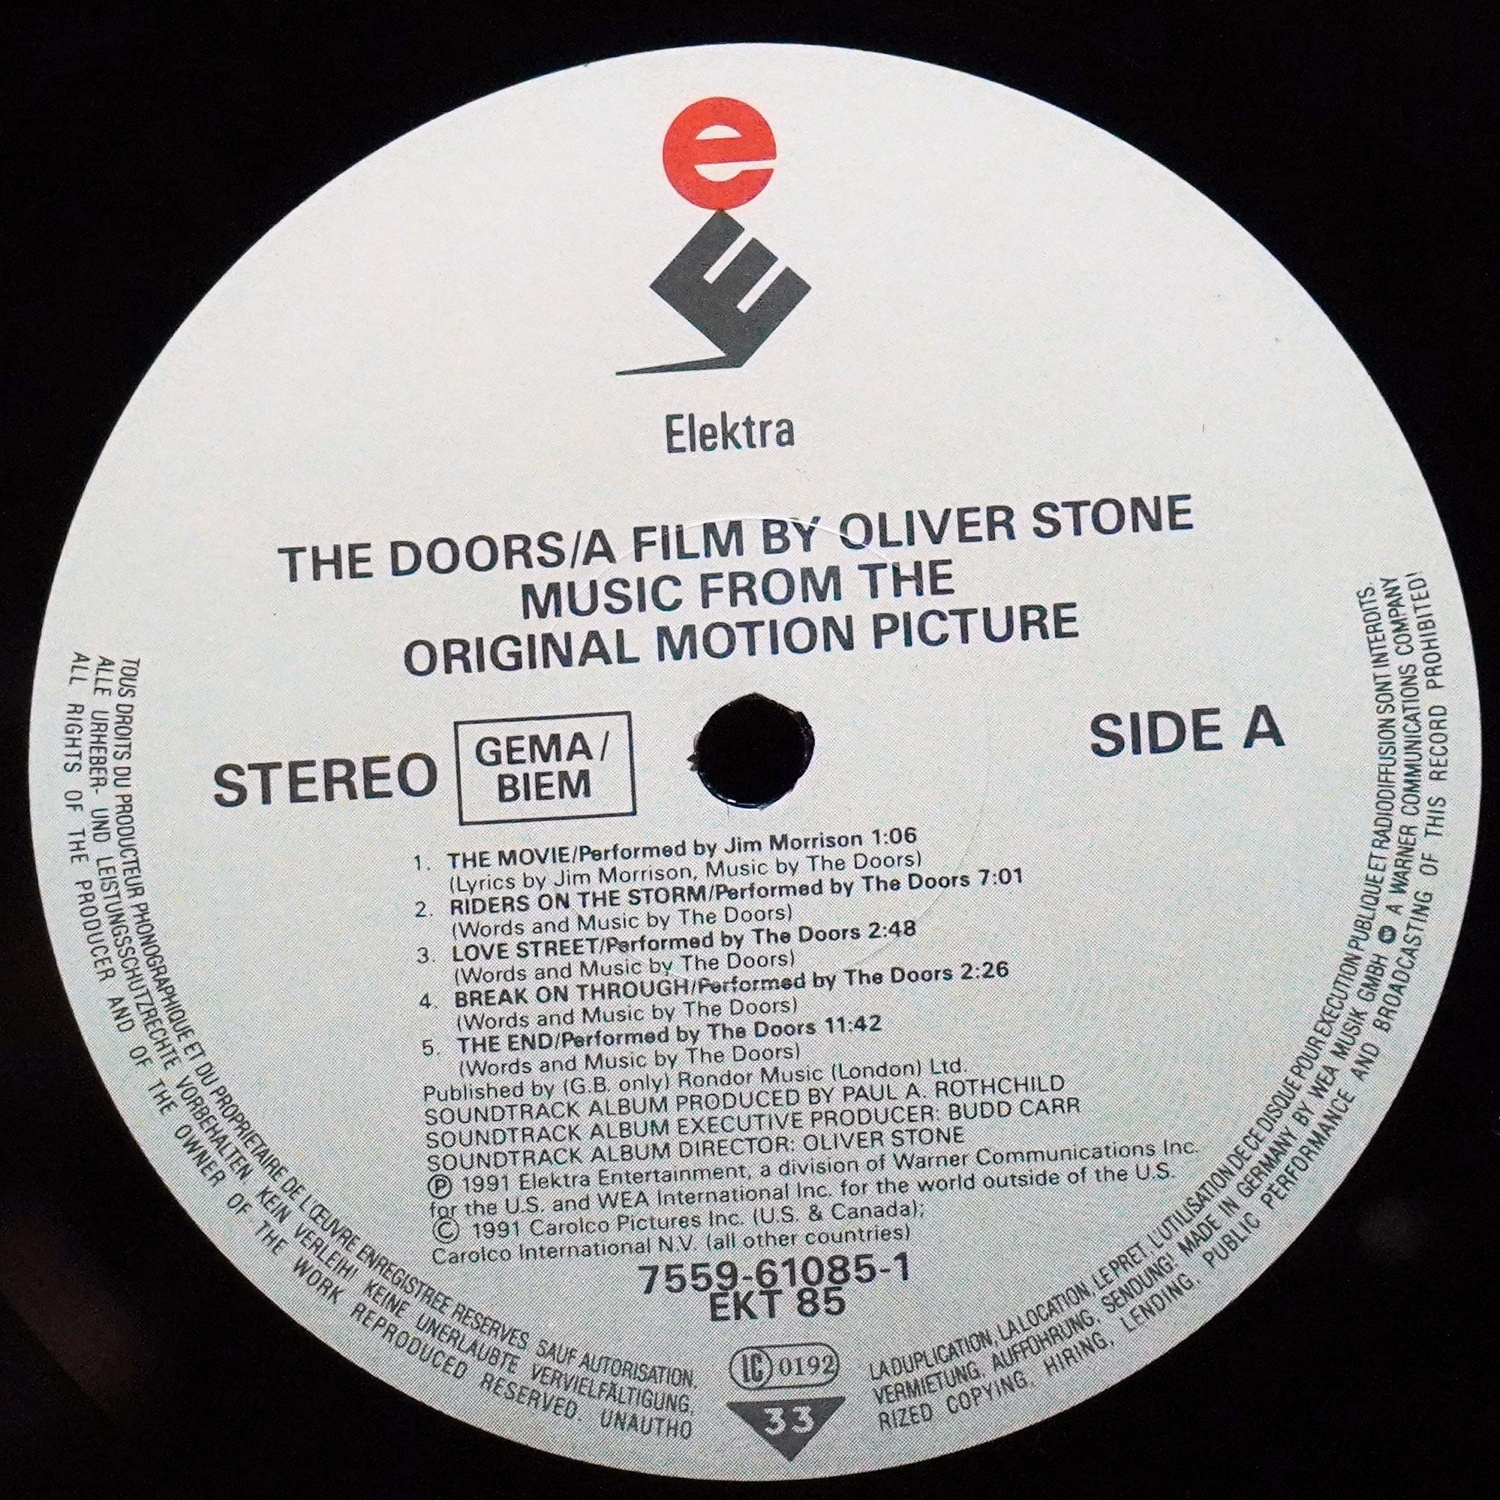 e
E
Elektra
THE DOORS/A FILM BY OLIVER STONE
MUSIC FROM THE
ORIGINAL MOTION PICTURE
STEREO
GEMA/
BIEM
SIDE A
1. THE MOVIE/Performed by Jim Morrison 1:06
(Lyrics by Jim Morrison, Music by The Doors)
2. RIDERS ON THE STORM/Performed by The Doors 7:01
(Words and Music by The Doors)
3. LOVE STREET/Performed by The Doors 2:48
(Words and Music by The Doors)
4. BREAK ON THROUGH/Performed by The Doors 2:26
(Words and Music by The Doors)
5. THE END/Performed by The Doors 11:42
(Words and Music by The Doors)
Published by (G.B. only) Rondor Music (London) Ltd.
SOUNDTRACK ALBUM PRODUCED BY PAUL A. ROTHCHILD
SOUNDTRACK ALBUM EXECUTIVE PRODUCER: BUDD CARR
SOUNDTRACK ALBUM DIRECTOR: OLIVER STONE
Ⓟ 1991 Elektra Entertainment, a division of Warner Communications Inc.
for the U.S. and WEA International Inc. for the world outside of the U.S.
© 1991 Carolco Pictures Inc. (U.S. & Canada);
Carolco International N.V. (all other countries)
7559-61085-1
EKT 85
LC 0192
33
TOUS DROITS DU PRODUCTEUR PHONOGRAPHIQUE ET DU PROPRIETAIRE DE L'ŒUVRE ENREGISTREE RESERVES. SAUF AUTORISATION, LA DUPLICATION, LA LOCATION, LE PRET, L'UTILISATION DE CE DISQUE POUR EXECUTION PUBLIQUE ET RADIODIFFUSION SONT INTERDITS.
ALLE URHEBER- UND LEISTUNGSSCHUTZRECHTE VORBEHALTEN. KEIN VERLEIH! KEINE UNERLAUBTE VERVIELFÄLTIGUNG, VERMIETUNG, AUFFÜHRUNG, SENDUNG! MADE IN GERMANY BY WEA MUSIK GMBH A WARNER COMMUNICATIONS COMPANY
ALL RIGHTS OF THE PRODUCER AND OF THE OWNER OF THE WORK REPRODUCED RESERVED. UNAUTHORIZED COPYING, HIRING, LENDING, PUBLIC PERFORMANCE AND BROADCASTING OF THIS RECORD PROHIBITED!